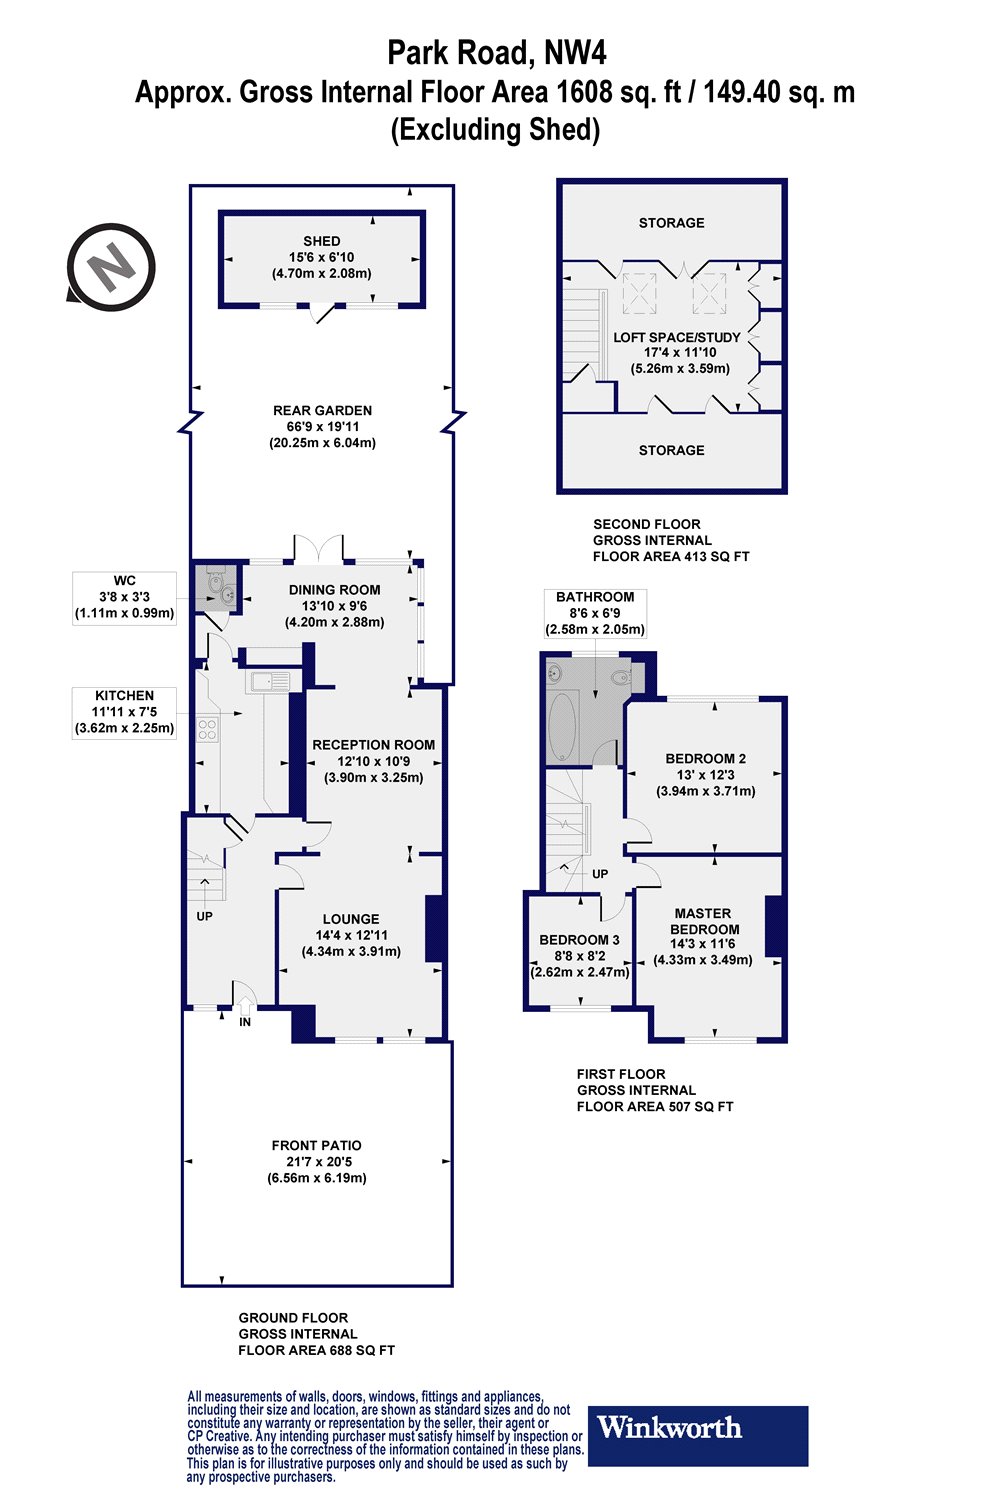 Park Road, NW4
Approx. Gross Internal Floor Area 1608 sq. ft / 149.40 sq. m
(Excluding Shed)
N
SHED
15'6 x 6'10
(4.70m x 2.08m)
REAR GARDEN
66'9 x 19'11
(20.25m x 6.04m)
WC
3'8 x 3'3
(1.11m x 0.99m)
DINING ROOM
13'10 x 9'6
(4.20m x 2.88m)
KITCHEN
11'11 x 7'5
(3.62m x 2.25m)
RECEPTION ROOM
12'10 x 10'9
(3.90m x 3.25m)
UP
LOUNGE
14'4 x 12'11
(4.34m x 3.91m)
IN
FRONT PATIO
21'7 x 20'5
(6.56m x 6.19m)
GROUND FLOOR
GROSS INTERNAL
FLOOR AREA 688 SQ FT
STORAGE
LOFT SPACE/STUDY
17'4 x 11'10
(5.26m x 3.59m)
STORAGE
SECOND FLOOR
GROSS INTERNAL
FLOOR AREA 413 SQ FT
BATHROOM
8'6 x 6'9
(2.58m x 2.05m)
BEDROOM 2
13' x 12'3
(3.94m x 3.71m)
UP
MASTER
BEDROOM
14'3 x 11'6
(4.33m x 3.49m)
BEDROOM 3
8'8 x 8'2
(2.62m x 2.47m)
FIRST FLOOR
GROSS INTERNAL
FLOOR AREA 507 SQ FT
All measurements of walls, doors, windows, fittings and appliances,
including their size and location, are shown as standard sizes and do not
constitute any warranty or representation by the seller, their agent or
CP Creative. Any intending purchaser must satisfy himself by inspection or
otherwise as to the correctness of the information contained in these plans.
This plan is for illustrative purposes only and should be used as such by
any prospective purchasers.
Winkworth